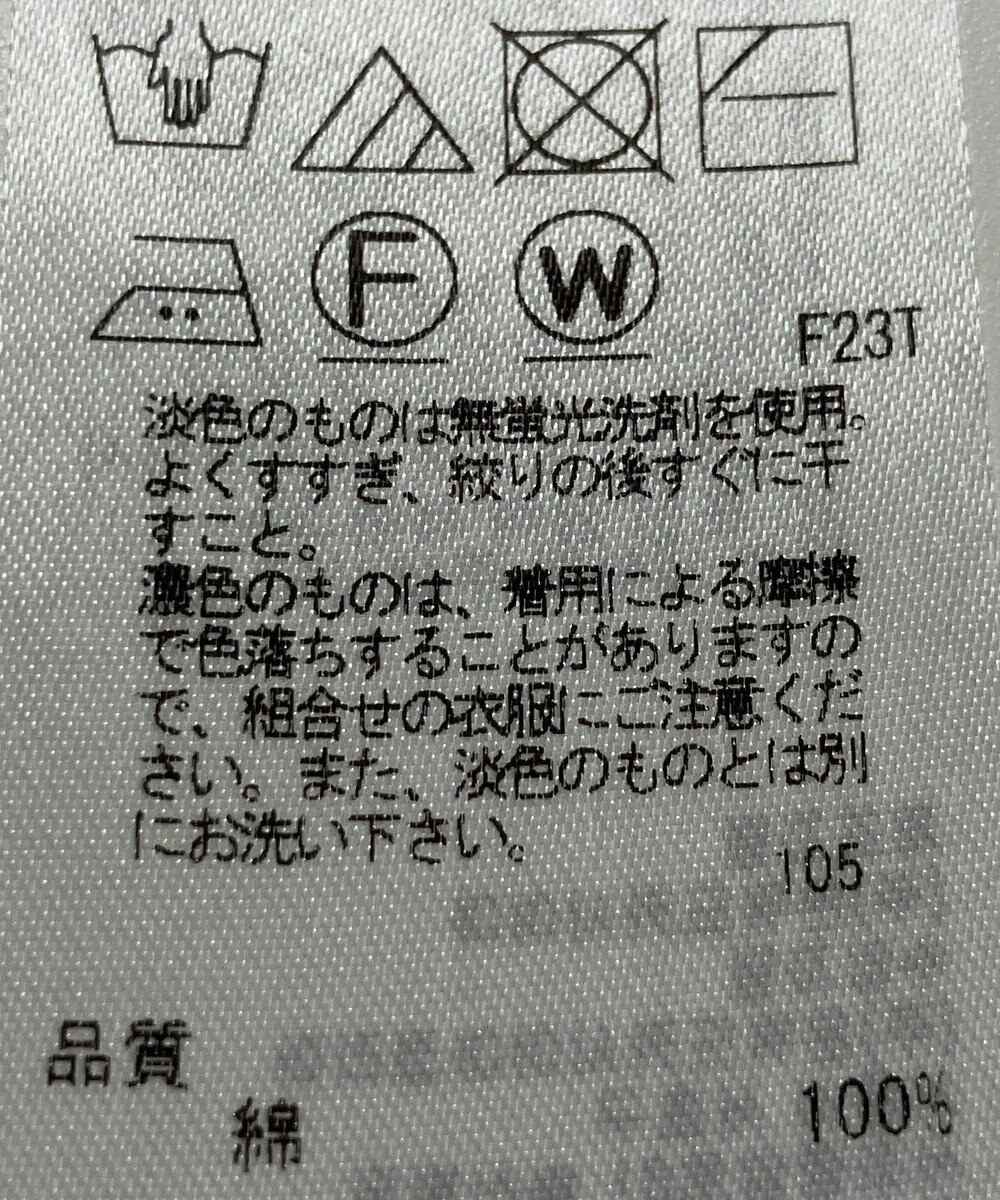 F
W
F23T
淡色のものは無蛍光洗剤を使用。
よくすすぎ、絞りの後すぐに干
すこと。
濃色のものは、着用による摩擦
で色落ちすることがありますの
で、組合せの衣服にご注意くだ
さい。また、淡色のものとは別
にお洗い下さい。
105
品質
綿 100%